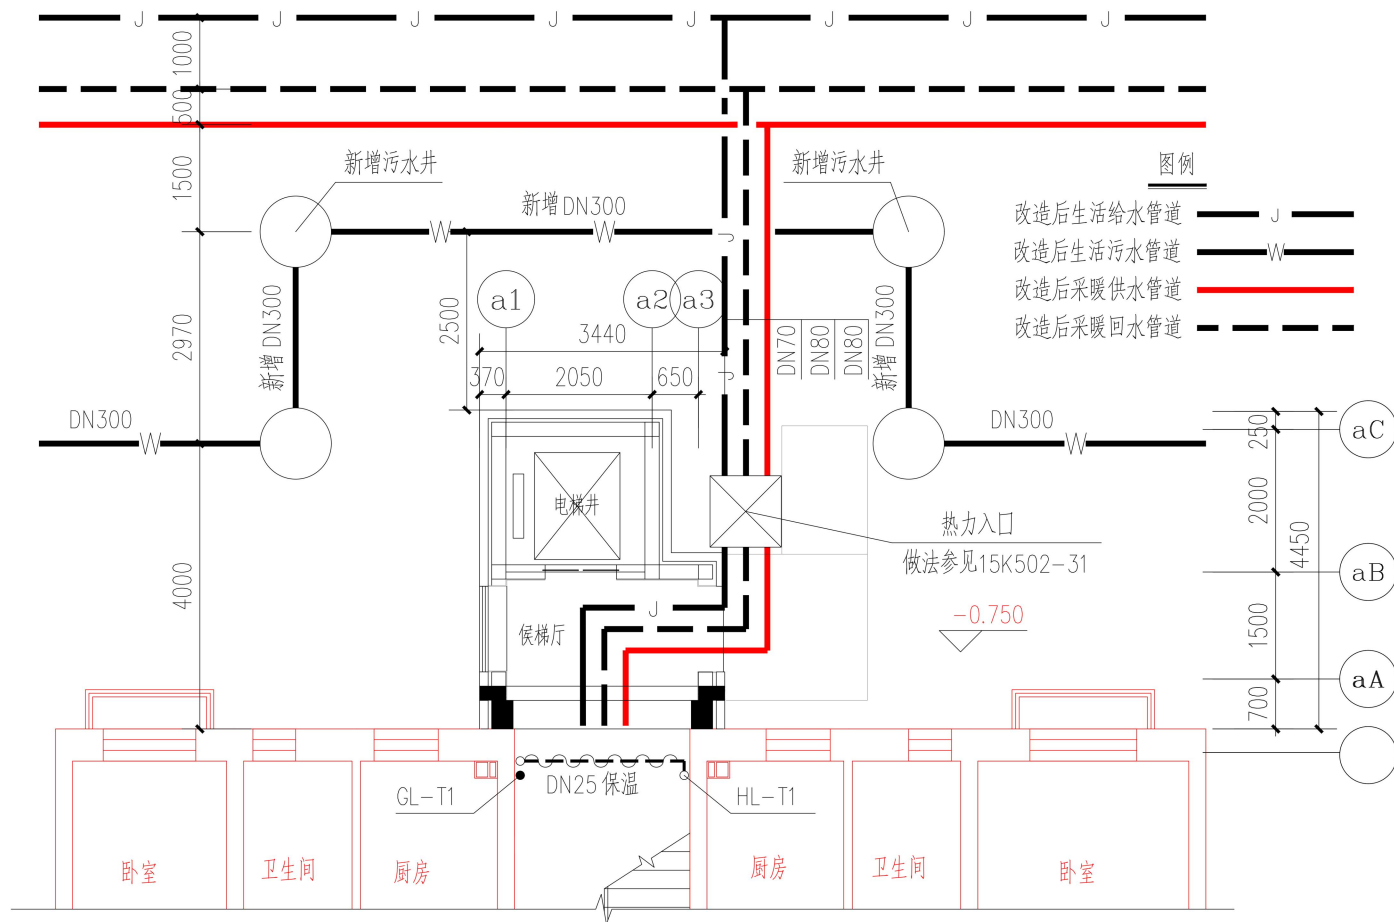 J J J J J J J J
1000
500
1500
新增污水井
新增污水井
图例
新增DN300
W W
J
改造后生活给水管道 J
改造后生活污水管道 W
改造后采暖供水管道
改造后采暖回水管道
2970
新增DN300
2500
a1
a2
a3
3440
370
2050
650
J
DN70
DN80
DN80
新增DN300
DN300
W
DN300
W
250
aC
2000
4450
电梯井
热力入口
做法参见15K502-31
aB
4000
J
侯梯厅
-0.750
1500
aA
700
GL-T1
DN25保温
HL-T1
卧室
卫生间
厨房
厨房
卫生间
卧室